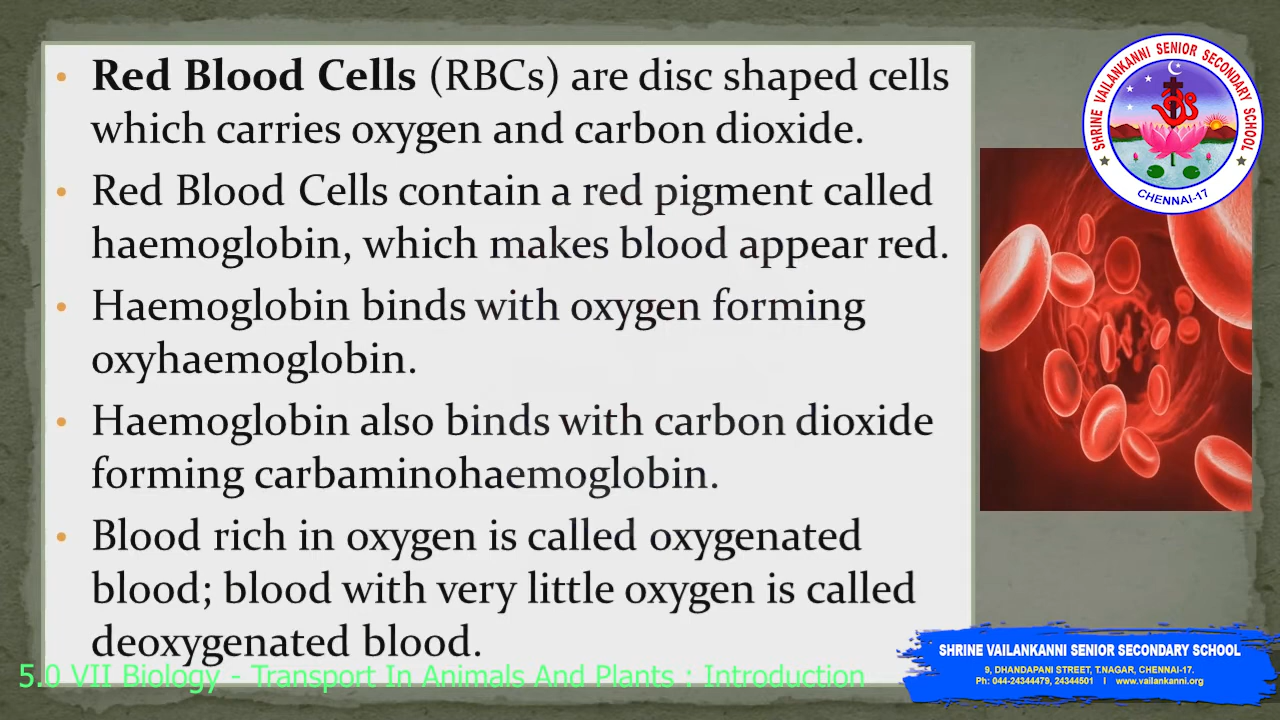 Red Blood Cells (RBCs) are disc shaped cells
which carries oxygen and carbon dioxide.
Red Blood Cells contain a red pigment called
haemoglobin, which makes blood appear red.
Haemoglobin binds with oxygen forming
oxyhaemoglobin.
Haemoglobin also binds with carbon dioxide
forming carbaminohaemoglobin.
Blood rich in oxygen is called oxygenated
blood; blood with very little oxygen is called
deoxygenated blood.
5.0 VII Biology - Transport In Animals And Plants : Introduction
SHRINE VAILANKANNI SENIOR SECONDARY SCHOOL
CHENNAI-17
SHRINE VAILANKANNI SENIOR SECONDARY SCHOOL
9, DHANDAPANI STREET, T.NAGAR, CHENNAI-17.
Ph: 044-24344479, 24344501 I www.vailankanni.org